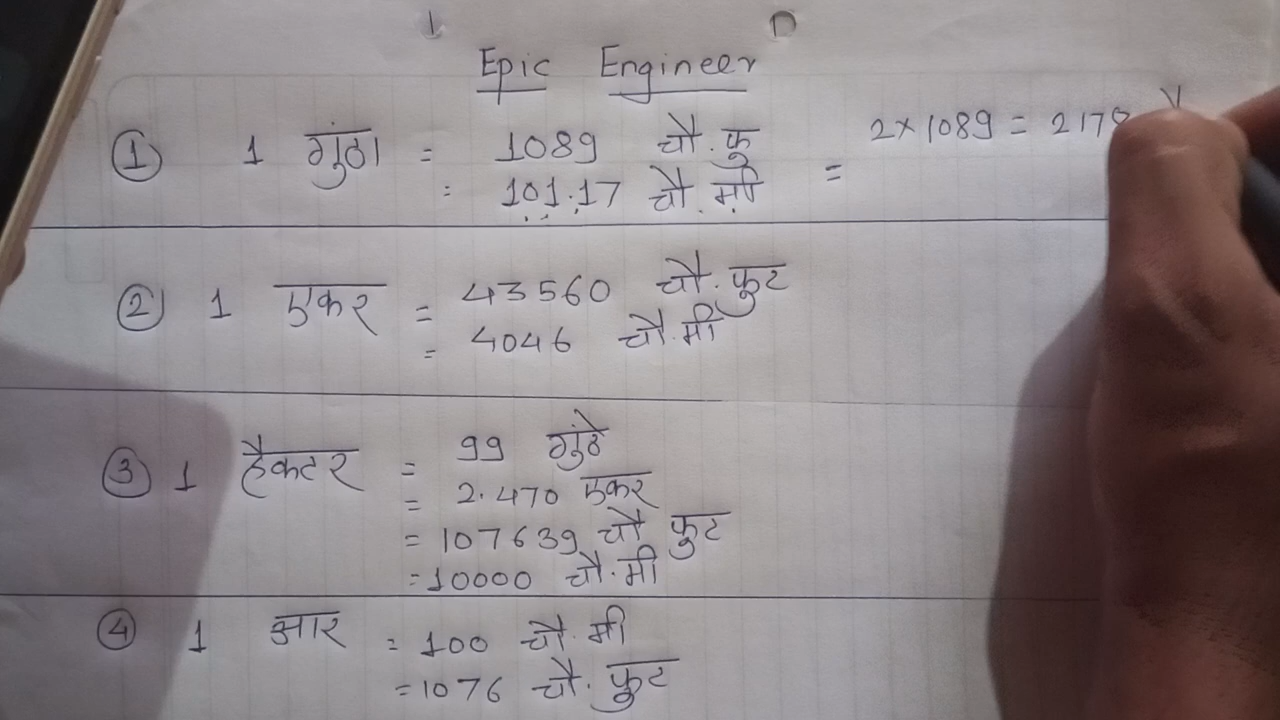 Epic Engineer
① 1 गुंठा = 1089 चौ.फु
= 101.17 चौ.मी =
2×1089 = 2178
② 1 एकर = 43560 चौ.फुट
= 4046 चौ.मी
③ 1 हैक्टर = 99 गुंठे
= 2.470 एकर
= 107639 चौ फुट
= 10000 चौ.मी
④ 1 आर = 100 चौ.मी
= 1076 चौ.फुट